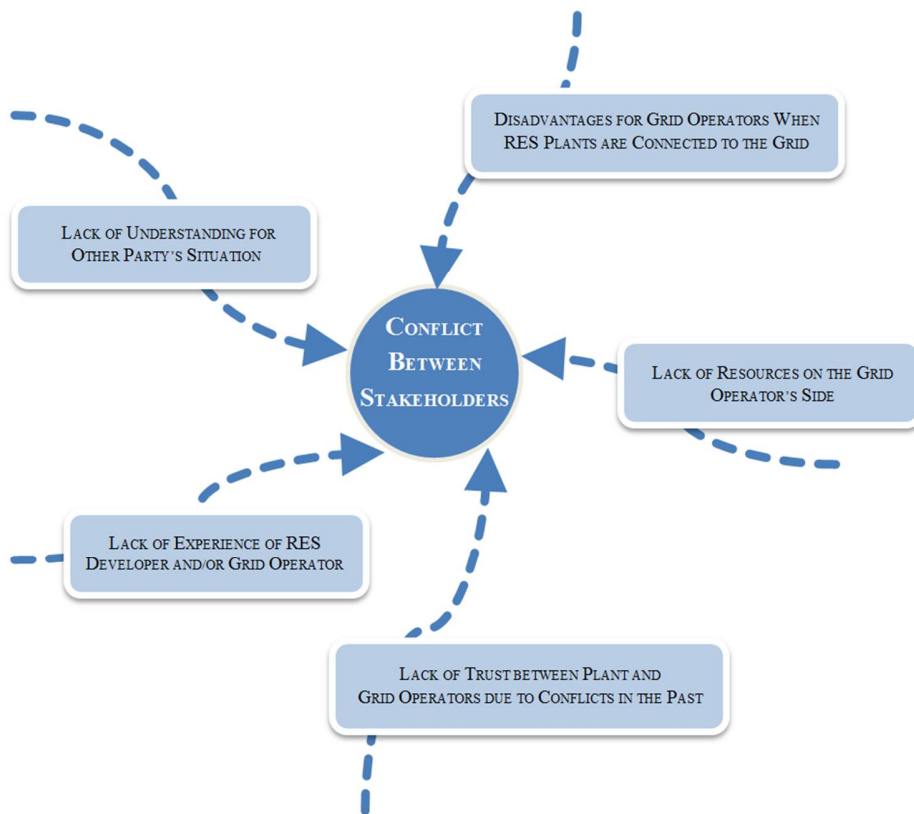 Disadvantages for Grid Operators When
RES Plants are Connected to the Grid
Lack of Understanding for
Other Party's Situation
Conflict
Between
Stakeholders
Lack of Resources on the Grid
Operator's Side
Lack of Experience of RES
Developer and/or Grid Operator
Lack of Trust between Plant and
Grid Operators due to Conflicts in the Past